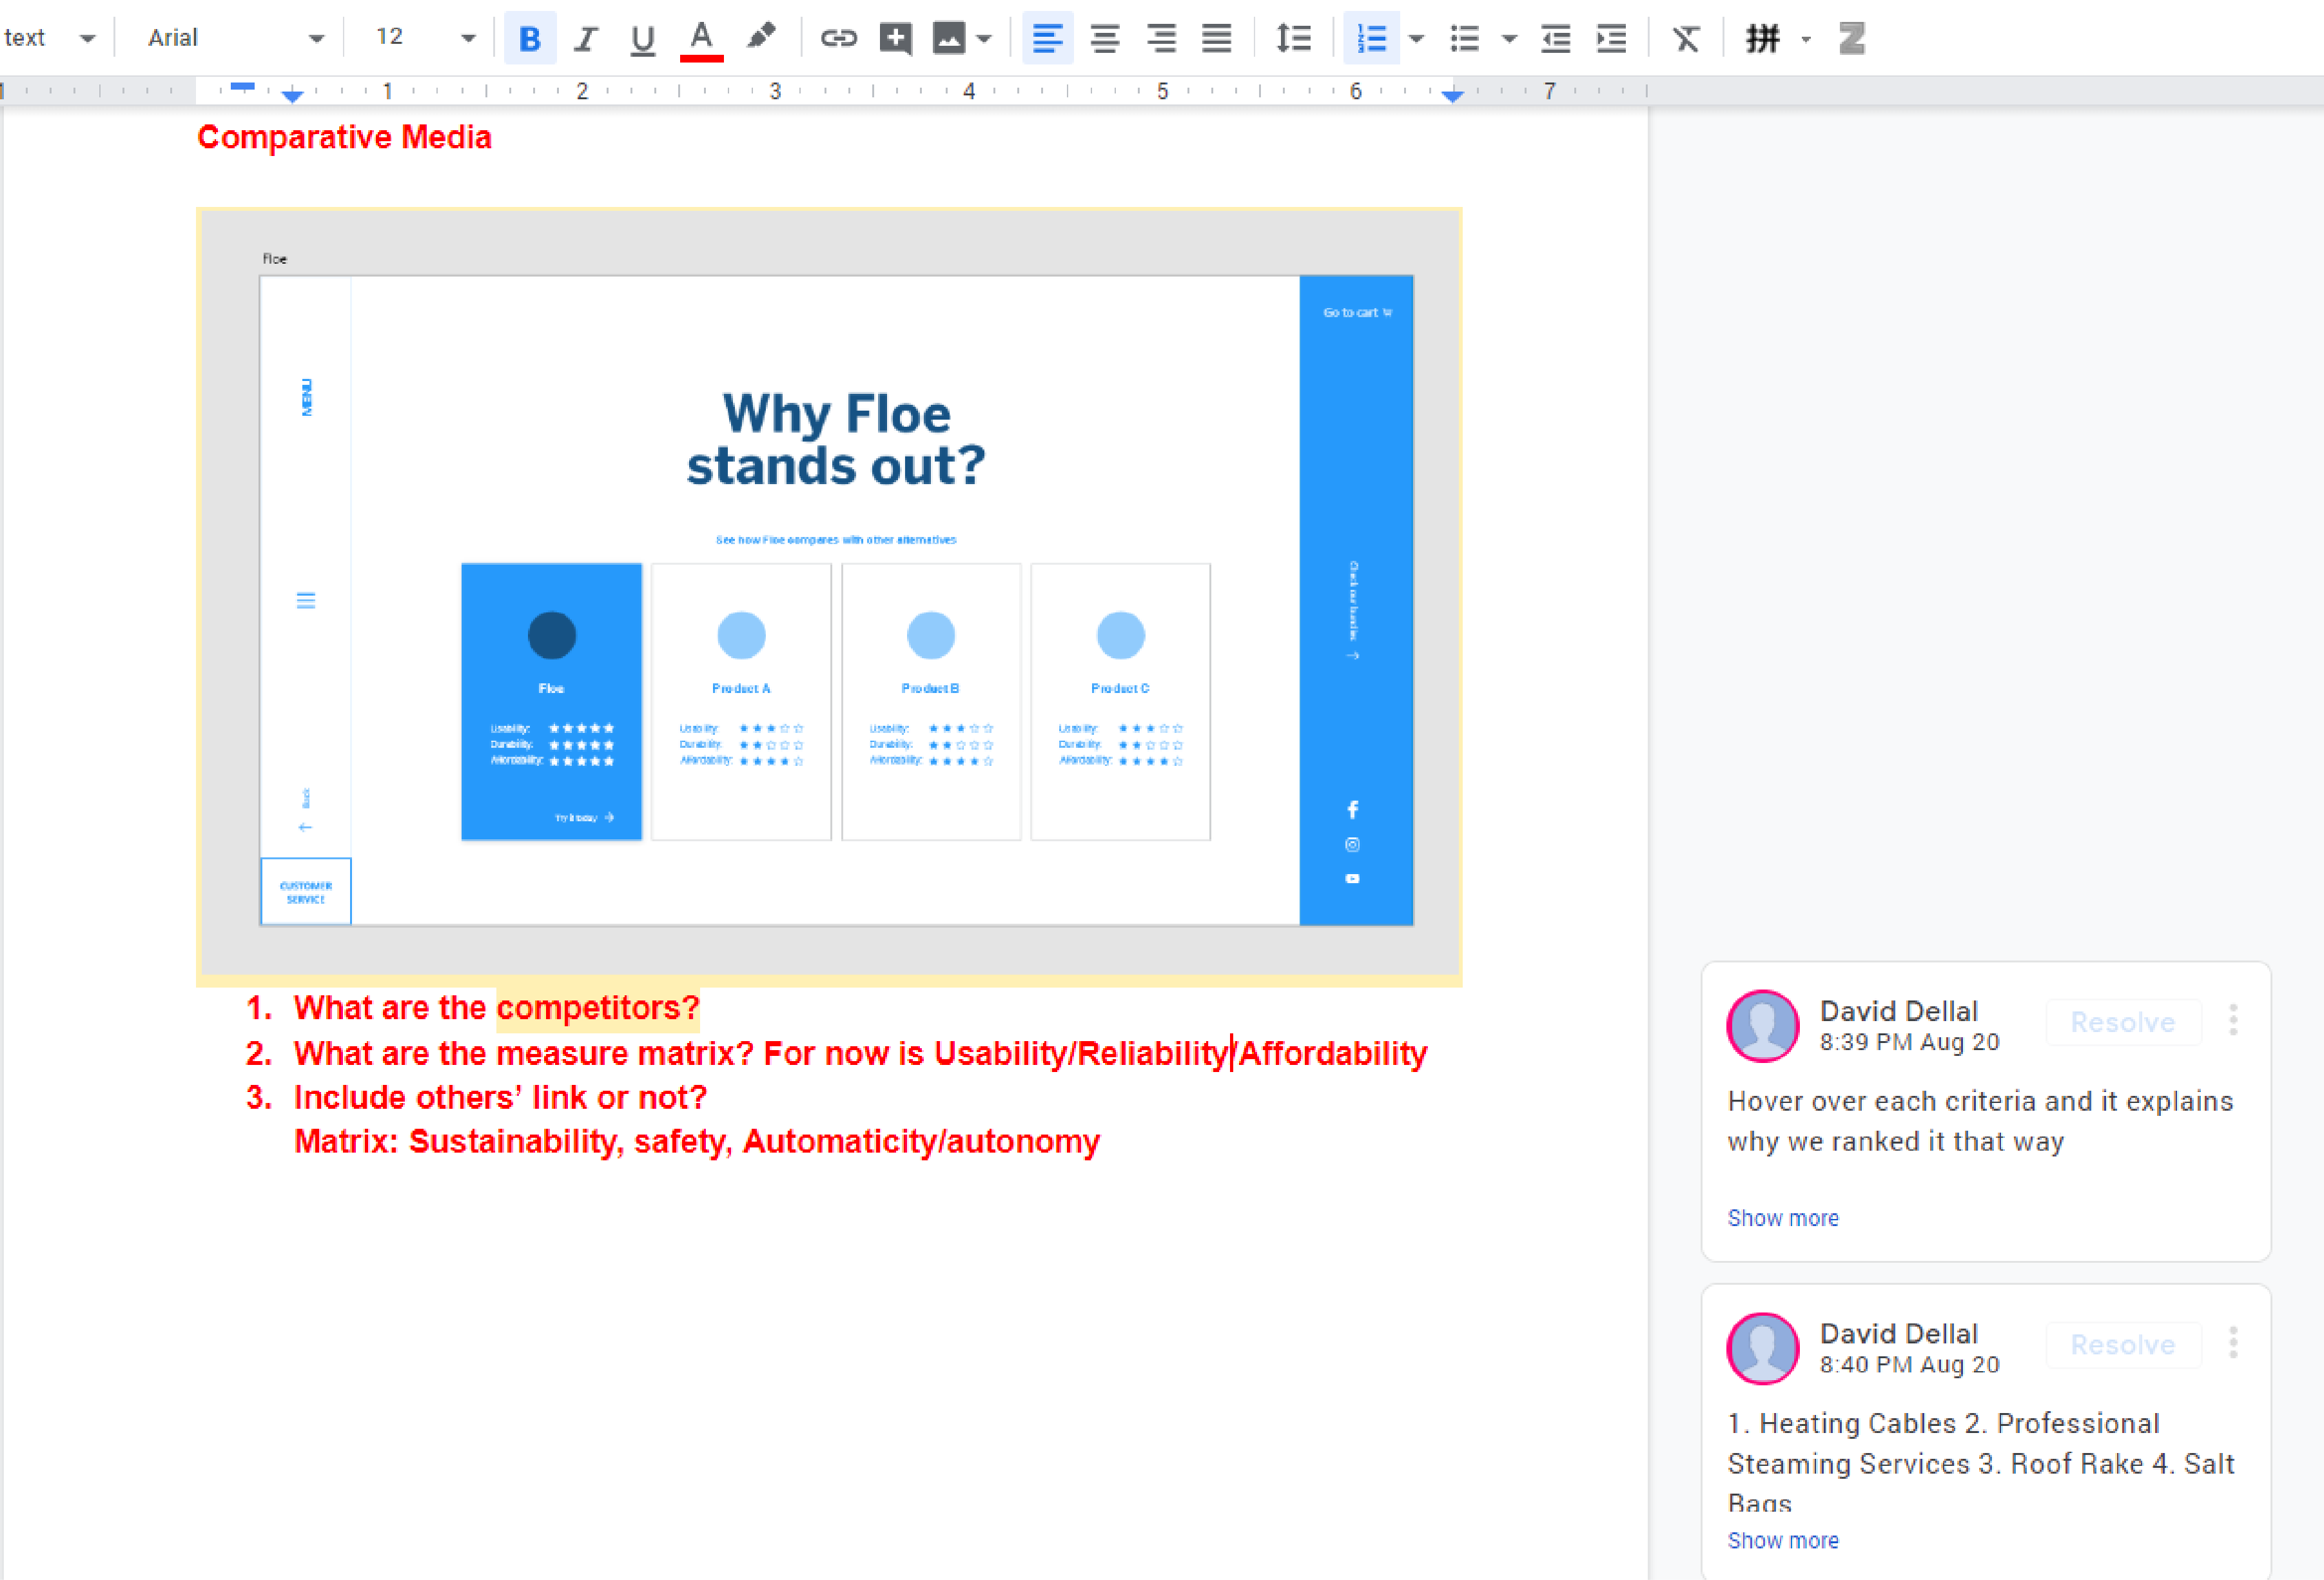 text Arial 12 B I U A 拼
1 1 2 3 4 5 6 7
Comparative Media
Floe
Go to cart
MENU
Why Floe
stands out?
See how Floe compares with other alternatives
Check our bundles
Floe Product A Product B Product C
Usability: Usability: Usability: Usability:
Durability: Durability: Durability: Durability:
Affordability: Affordability: Affordability: Affordability:
Try it today
Back
CUSTOMER
SERVICE
1. What are the competitors?
2. What are the measure matrix? For now is Usability/Reliability/Affordability
3. Include others’ link or not?
Matrix: Sustainability, safety, Automaticity/autonomy
David Dellal
Resolve
8:39 PM Aug 20
Hover over each criteria and it explains
why we ranked it that way
Show more
David Dellal
Resolve
8:40 PM Aug 20
1. Heating Cables 2. Professional
Steaming Services 3. Roof Rake 4. Salt
Bags
Show more